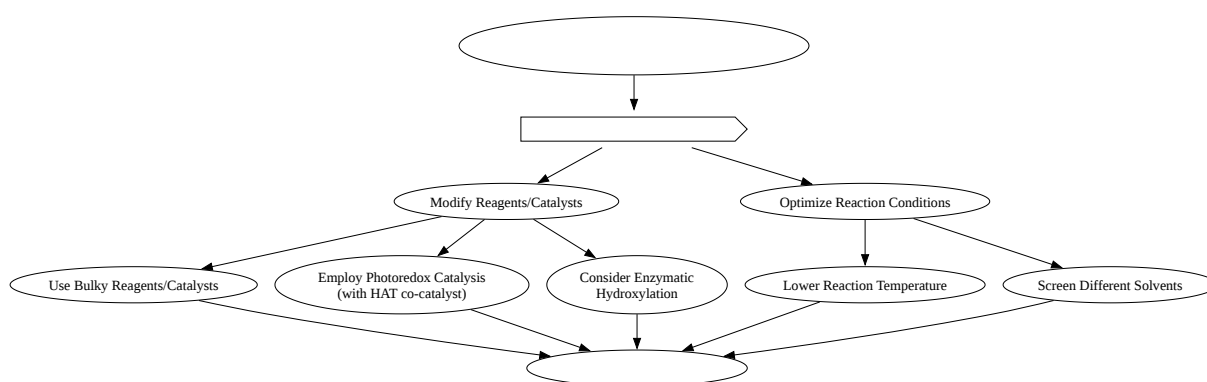 Modify Reagents/Catalysts
Optimize Reaction Conditions
Use Bulky Reagents/Catalysts
Employ Photoredox Catalysis
(with HAT co-catalyst)
Consider Enzymatic
Hydroxylation
Lower Reaction Temperature
Screen Different Solvents